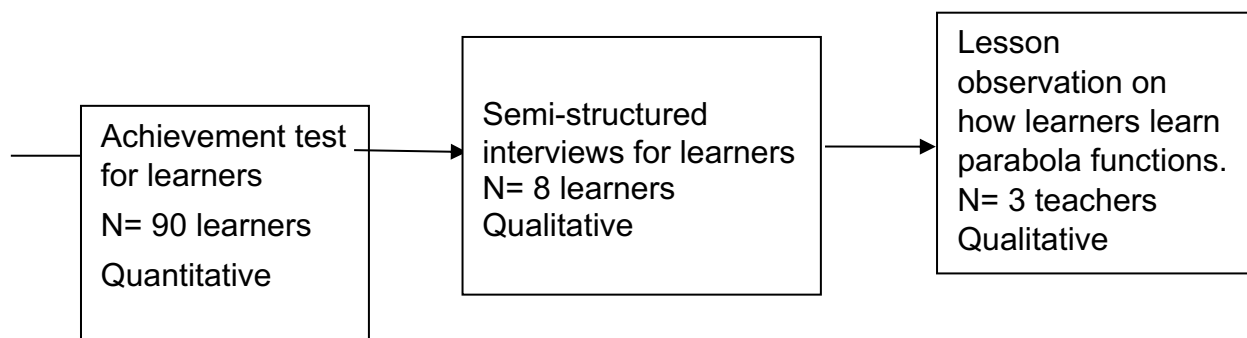 Achievement test
for learners
N= 90 learners
Quantitative
Semi-structured
interviews for learners
N= 8 learners
Qualitative
Lesson
observation on
how learners learn
parabola functions.
N= 3 teachers
Qualitative